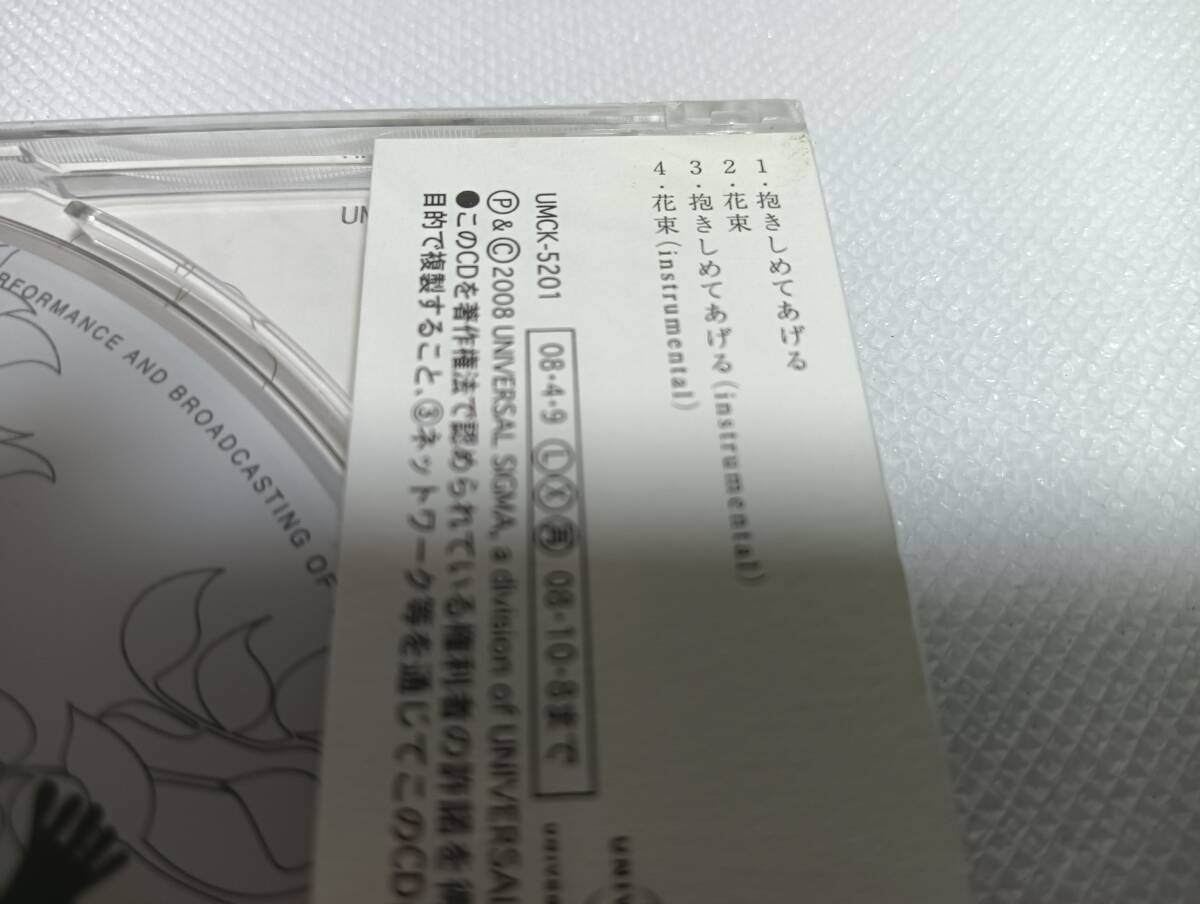 1・抱きしめてあげる
2・花束
3・抱きしめてあげる(instrumental)
4・花束(instrumental)
UMCK-5201 08・4・9 Ⓛ Ⓧ ㊞ 08・10・8まで
Ⓟ&Ⓒ2008 UNIVERSAL SIGMA, a division of UNIVERSAL
●このCDを著作権法で認められている権利者の許諾を
目的で複製すること、③ネットワーク等を通じてこのCD
RFORMANCE AND BROADCASTING OF